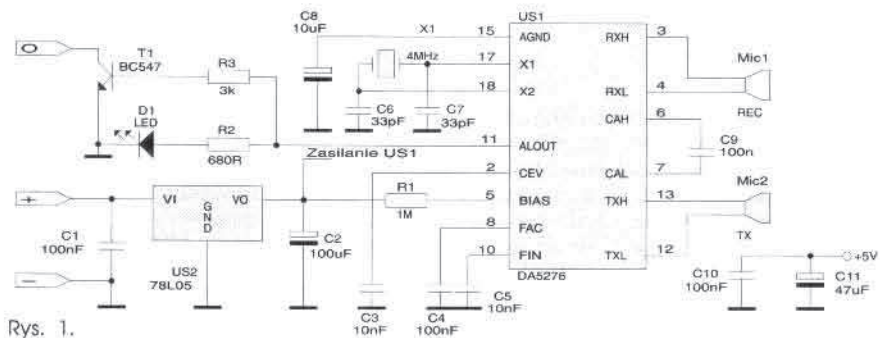 C8
10uF
X1
US1
15
AGND
RXH
3
T1
BC547
R3
3k
4MHz
17
X1
Mic1
18
X2
RXL
4
REC
C6
33pF
C7
33pF
CAH
6
D1
LED
R2
680R
11
ALOUT
C9
100n
Zasilanie US1
2
CEV
CAL
7
+
VI
VO
GND
R1
1M
5
BIAS
TXH
13
Mic2
8
FAC
TX
C1
100nF
C2
100uF
10
FIN
TXL
12
+5V
US2
78L05
DA5276
C10
100nF
C11
47uF
C3
10nF
C4
100nF
C5
10nF
−
Rys. 1.